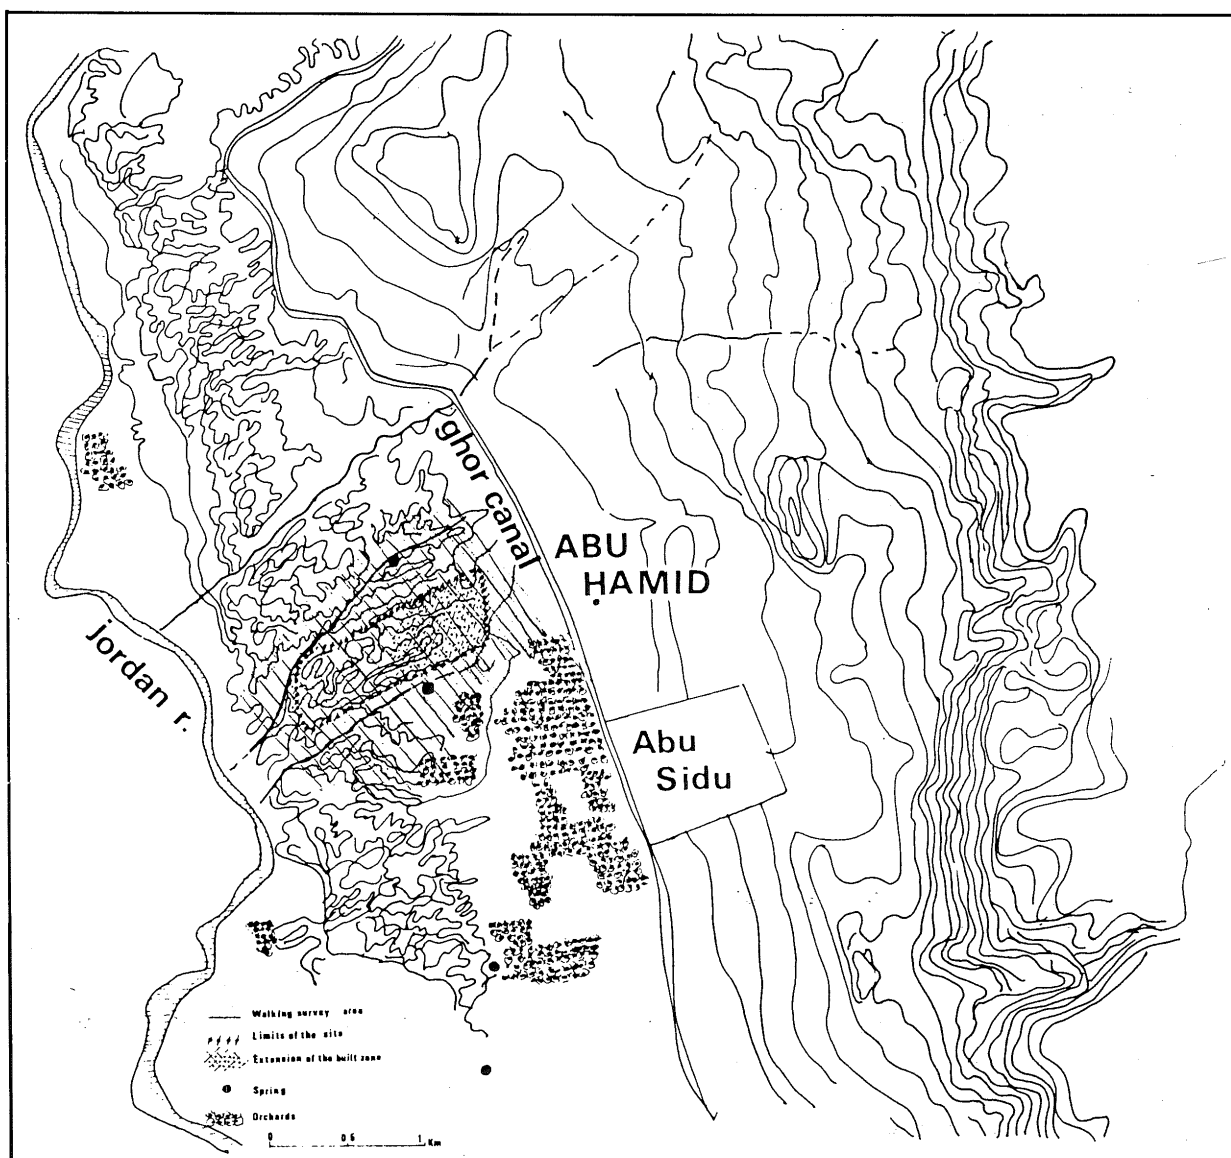 ghor canal
ABU
HAMID
jordan r.
Abu
Sidu
Walking survey area
Limits of the site
Extension of the built zone
Spring
Orchards
0 0.5 1 Km